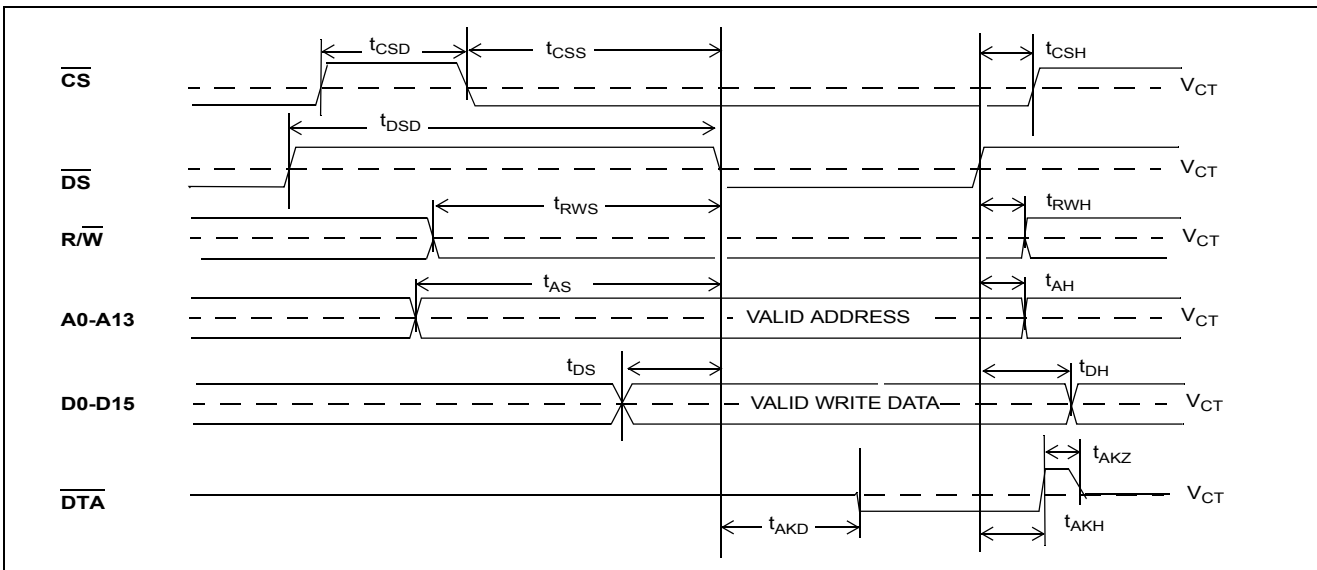 tCSD tCSS tCSH
CS VCT
tDSD
DS VCT
tRWS tRWH
R/W VCT
tAS tAH
A0-A13 VALID ADDRESS VCT
tDS tDH
D0-D15 VALID WRITE DATA VCT
tAKZ
DTA VCT
tAKD tAKH